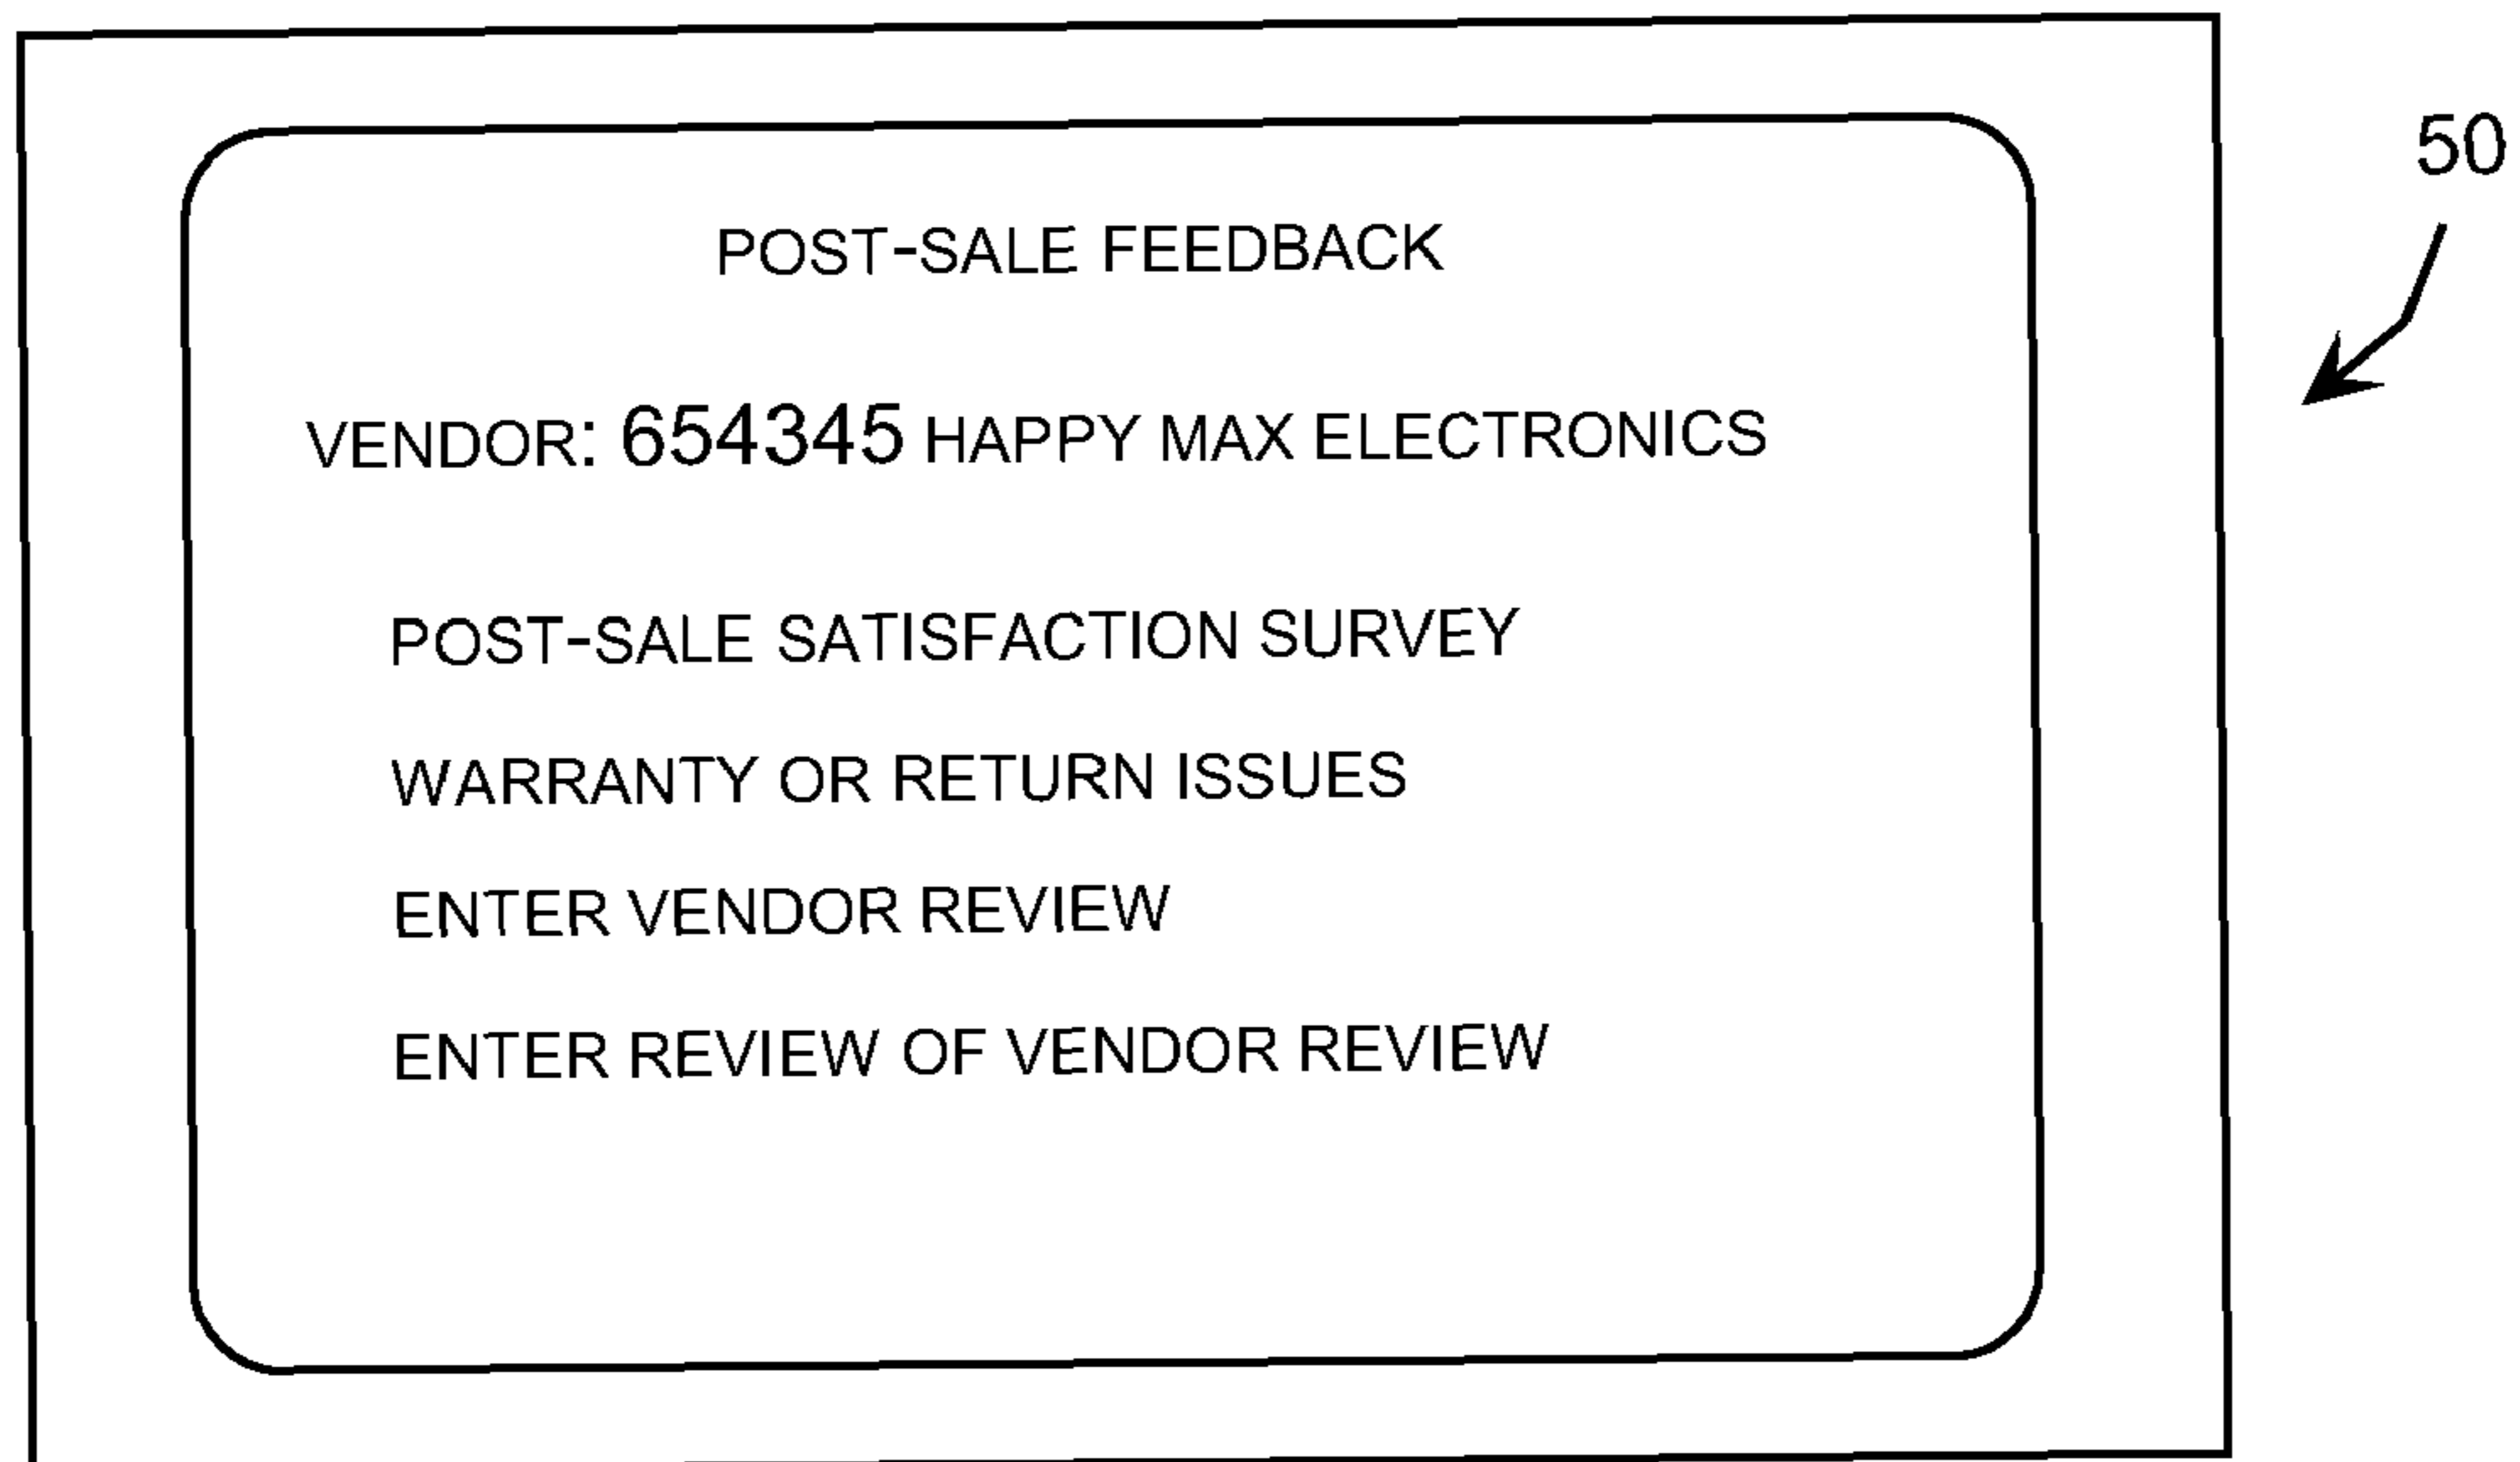 50
POST-SALE FEEDBACK
VENDOR: 654345 HAPPY MAX ELECTRONICS
POST-SALE SATISFACTION SURVEY
WARRANTY OR RETURN ISSUES
ENTER VENDOR REVIEW
ENTER REVIEW OF VENDOR REVIEW